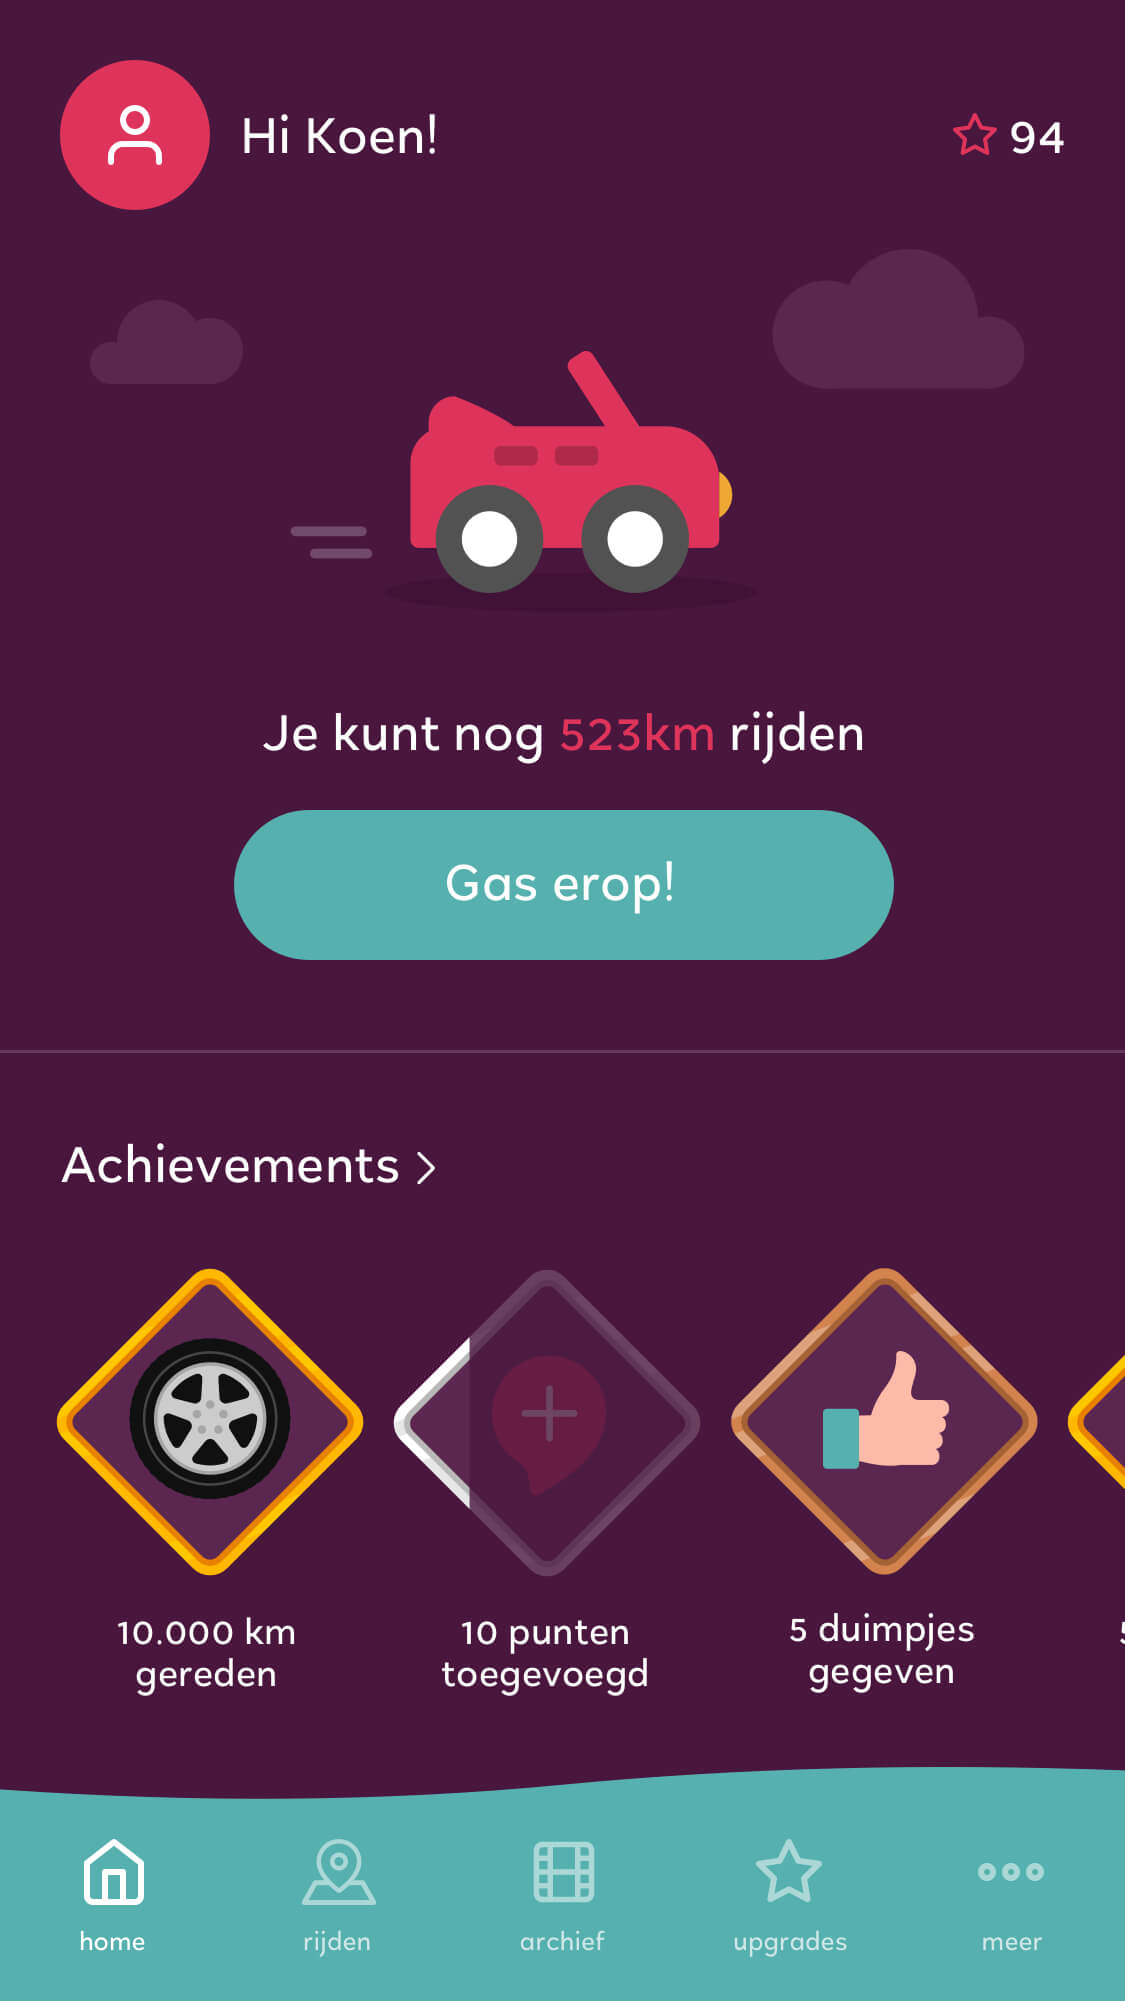 Hi Koen!
94
Je kunt nog 523km rijden
Gas erop!
Achievements
10.000 km
gereden
10 punten
toegevoegd
5 duimpjes
gegeven
home
rijden
archief
upgrades
meer